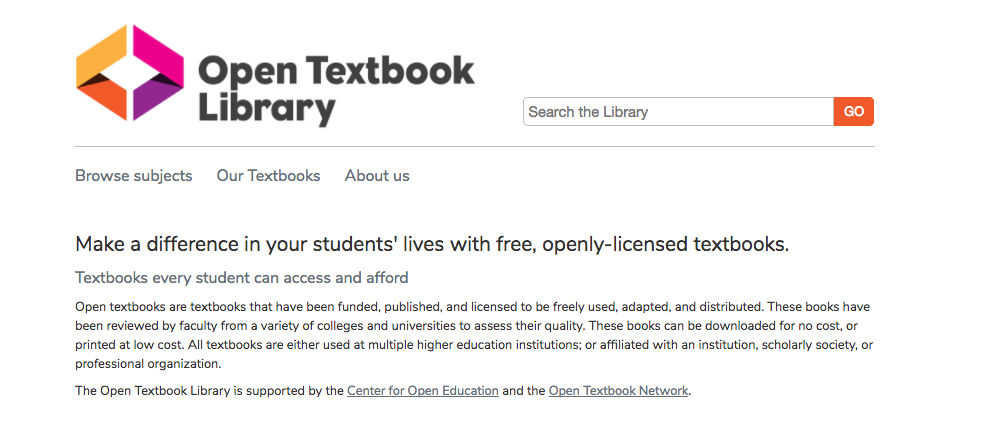 Open Textbook
Library
Search the Library
GO
Browse subjects Our Textbooks About us
Make a difference in your students' lives with free, openly-licensed textbooks.
Textbooks every student can access and afford
Open textbooks are textbooks that have been funded, published, and licensed to be freely used, adapted, and distributed. These books have
been reviewed by faculty from a variety of colleges and universities to assess their quality. These books can be downloaded for no cost, or
printed at low cost. All textbooks are either used at multiple higher education institutions; or affiliated with an institution, scholarly society, or
professional organization.
The Open Textbook Library is supported by the Center for Open Education and the Open Textbook Network.